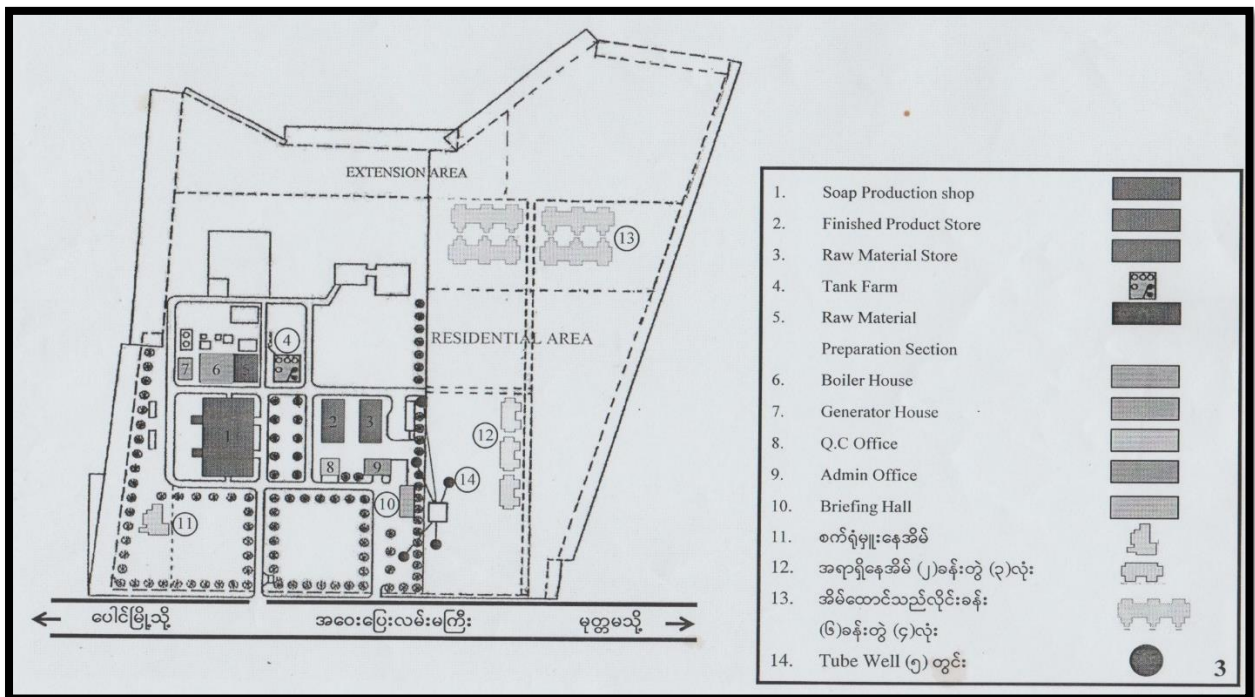 EXTENSION AREA
13
RESIDENTIAL AREA
4
7 6 5
1
2 3
12
8 9
14
10
11
ပေါင်မြို့သို့ အဝေးပြေးလမ်းမကြီး မုတ္တမသို့
1. Soap Production shop
2. Finished Product Store
3. Raw Material Store
4. Tank Farm
5. Raw Material
Preparation Section
6. Boiler House
7. Generator House
8. Q.C Office
9. Admin Office
10. Briefing Hall
11. စက်ရုံမှူးနေအိမ်
12. အရာရှိနေအိမ် (၂)ခန်းတွဲ (၃)လုံး
13. အိမ်ထောင်သည်လိုင်းခန်း
(၆)ခန်းတွဲ (၄)လုံး
14. Tube Well (၅) တွင်း
3